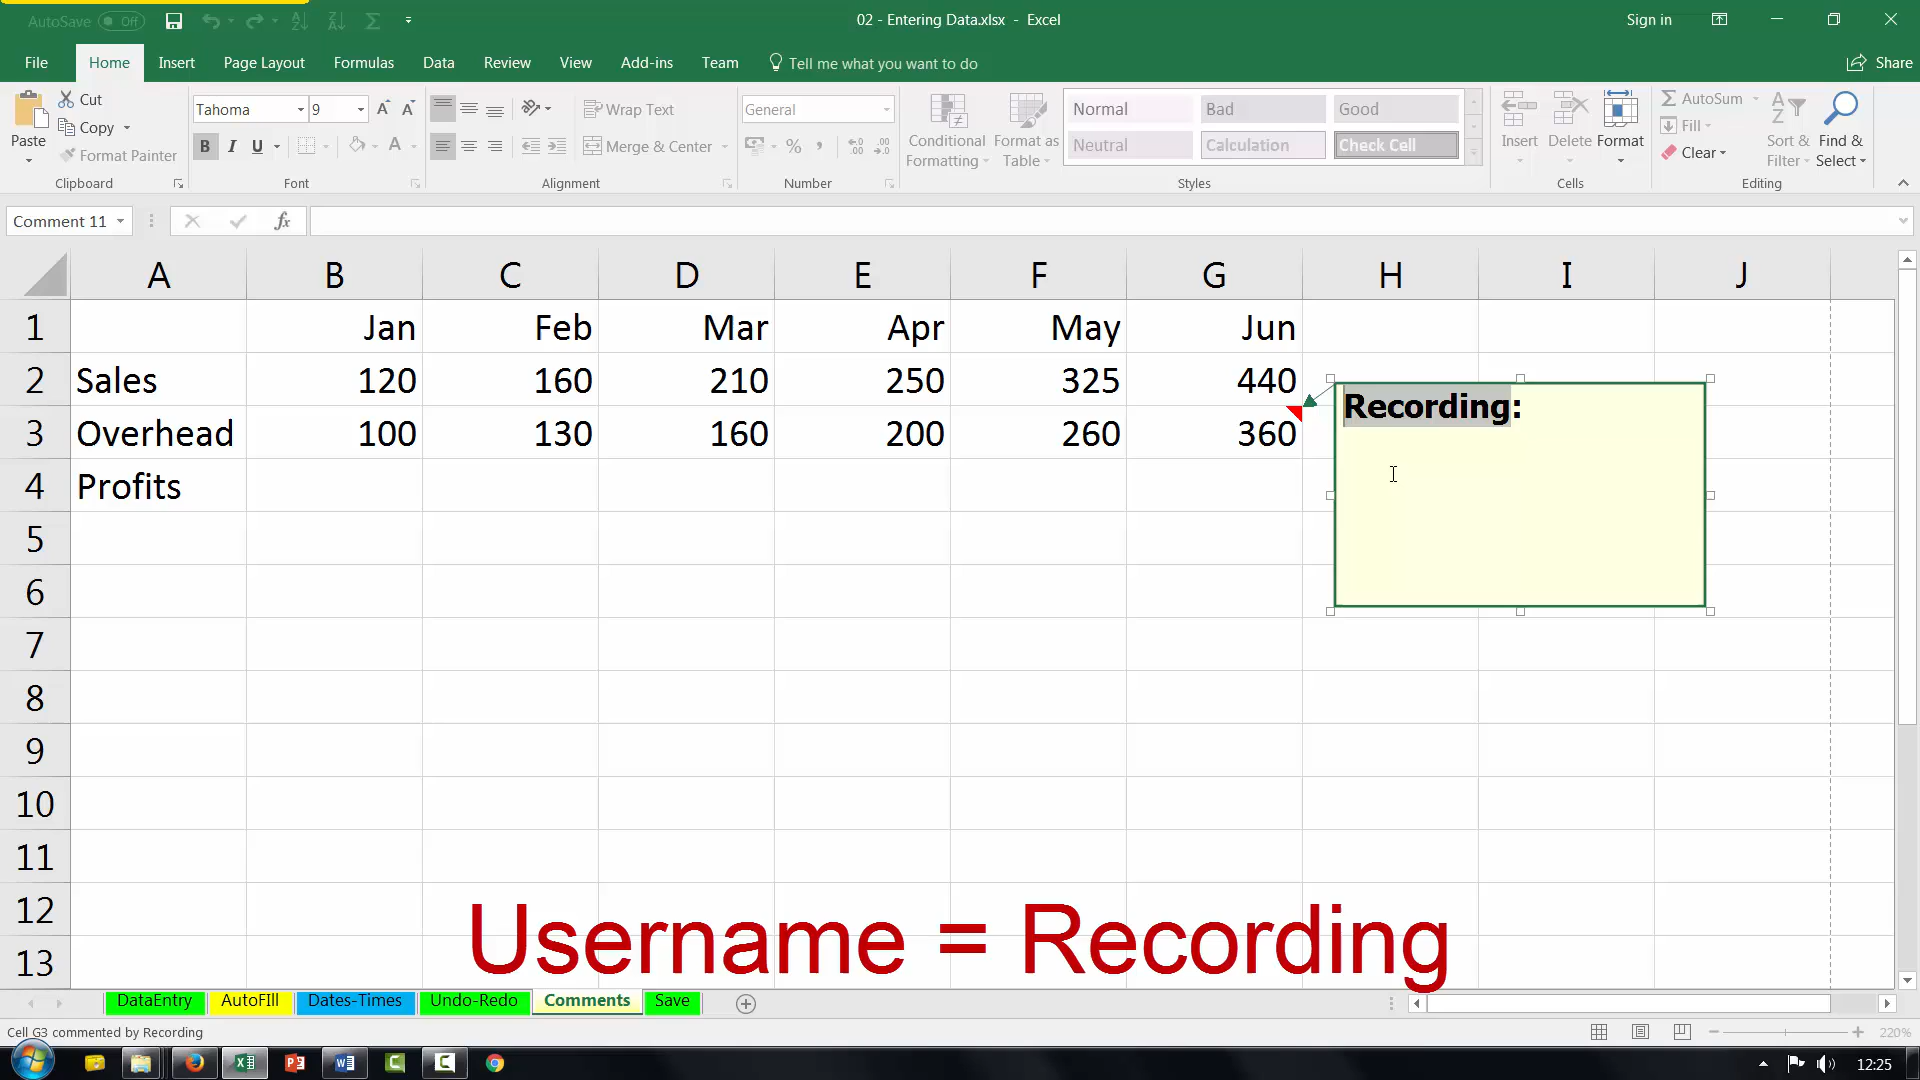 AutoSave Off 02 - Entering Data.xlsx - Excel Sign in
File Home Insert Page Layout Formulas Data Review View Add-ins Team Tell me what you want to do Share
Paste Cut Copy Format Painter
Clipboard
Tahoma 9
B I U A
Font
Wrap Text
Merge & Center
Alignment
General
%
Number
Conditional Formatting
Format as Table
Normal Bad Good
Neutral Calculation Check Cell
Styles
Insert Delete Format
Cells
AutoSum
Fill
Clear
Sort & Filter
Find & Select
Editing
Comment 11 fx
A B C D E F G H I J
1 Jan Feb Mar Apr May Jun
2 Sales 120 160 210 250 325 440
3 Overhead 100 130 160 200 260 360
Recording:
4 Profits
5
6
7
8
9
10
11
12
13
Username = Recording
DataEntry AutoFIll Dates-Times Undo-Redo Comments Save
Cell G3 commented by Recording 220%
12:25